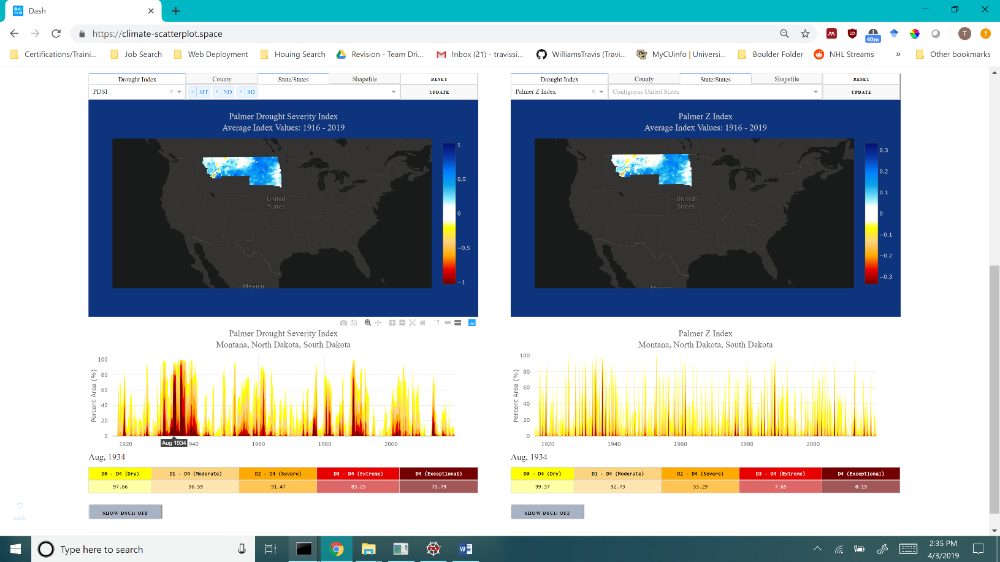 Dash
https://climate-scatterplot.space
40m
T
Certifications/Traini...
Job Search
Web Deployment
Houing Search
Revision - Team Dri...
Inbox (21) - travissi...
WilliamsTravis (Travi...
MyCUinfo | Universi...
Boulder Folder
NHL Streams
»
Other bookmarks
Drought Index
County
State/States
Shapefile
RESET
PDSI
× MT
× ND
× SD
UPDATE
Palmer Drought Severity Index
Average Index Values: 1916 - 2019
United
States
Mexico
1
0.5
0
−0.5
−1
Drought Index
County
State/States
Shapefile
RESET
Palmer Z Index
Contiguous United States
UPDATE
Palmer Z Index
Average Index Values: 1916 - 2019
United
States
Mexico
0.3
0.2
0.1
0
−0.1
−0.2
−0.3
Palmer Drought Severity Index
Montana, North Dakota, South Dakota
Percent Area (%)
100
80
60
40
20
0
1920
Aug 1934
940
1960
1980
2000
Aug, 1934
D0 - D4 (Dry) D1 - D4 (Moderate) D2 - D4 (Severe) D3 - D4 (Extreme) D4 (Exceptional)
97.66 96.59 91.47 83.25 75.79
SHOW DSCI: OFF
Palmer Z Index
Montana, North Dakota, South Dakota
Percent Area (%)
100
80
60
40
20
0
1920
1940
1960
1980
2000
Aug, 1934
D0 - D4 (Dry) D1 - D4 (Moderate) D2 - D4 (Severe) D3 - D4 (Extreme) D4 (Exceptional)
99.37 92.73 53.29 7.65 0.19
SHOW DSCI: OFF
undo
Type here to search
2:35 PM
4/3/2019